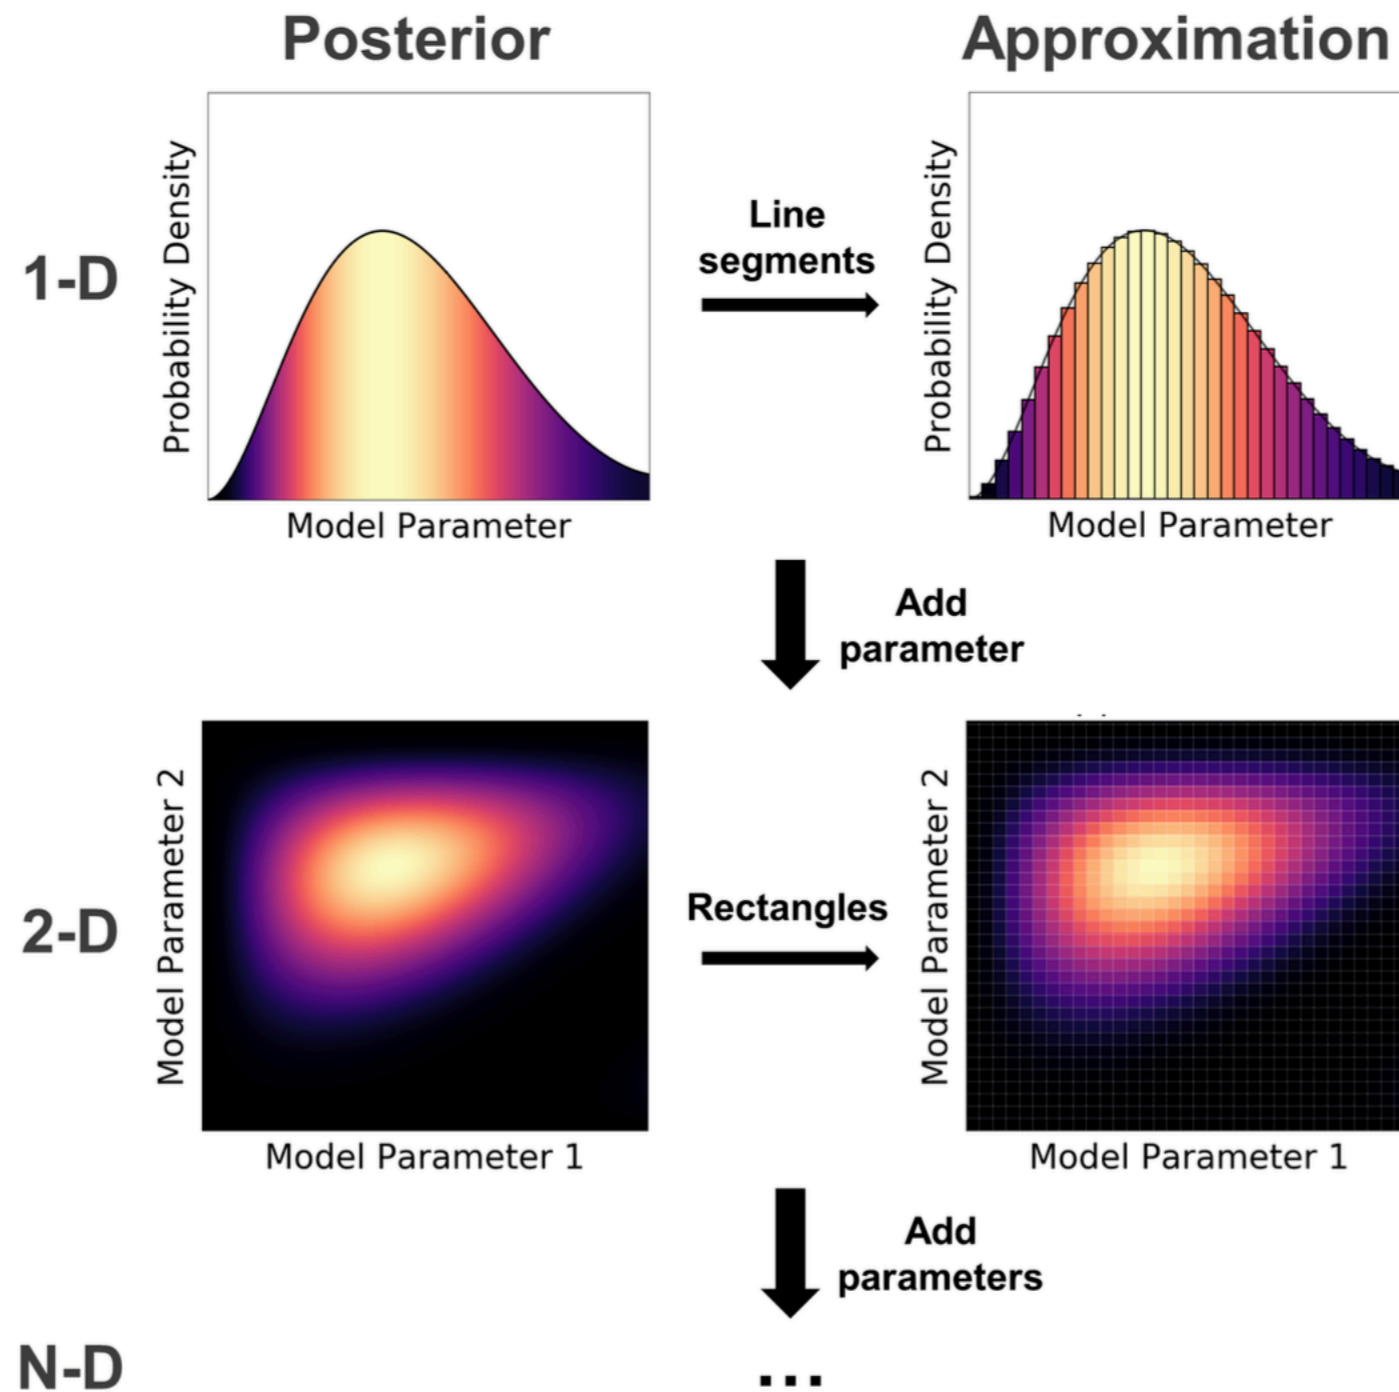 Posterior
Approximation
1-D
Probability Density
Line
segments
Probability Density
Model Parameter
Model Parameter
Add
parameter
2-D
Model Parameter 2
Rectangles
Model Parameter 2
Model Parameter 1
Model Parameter 1
Add
parameters
N-D
...